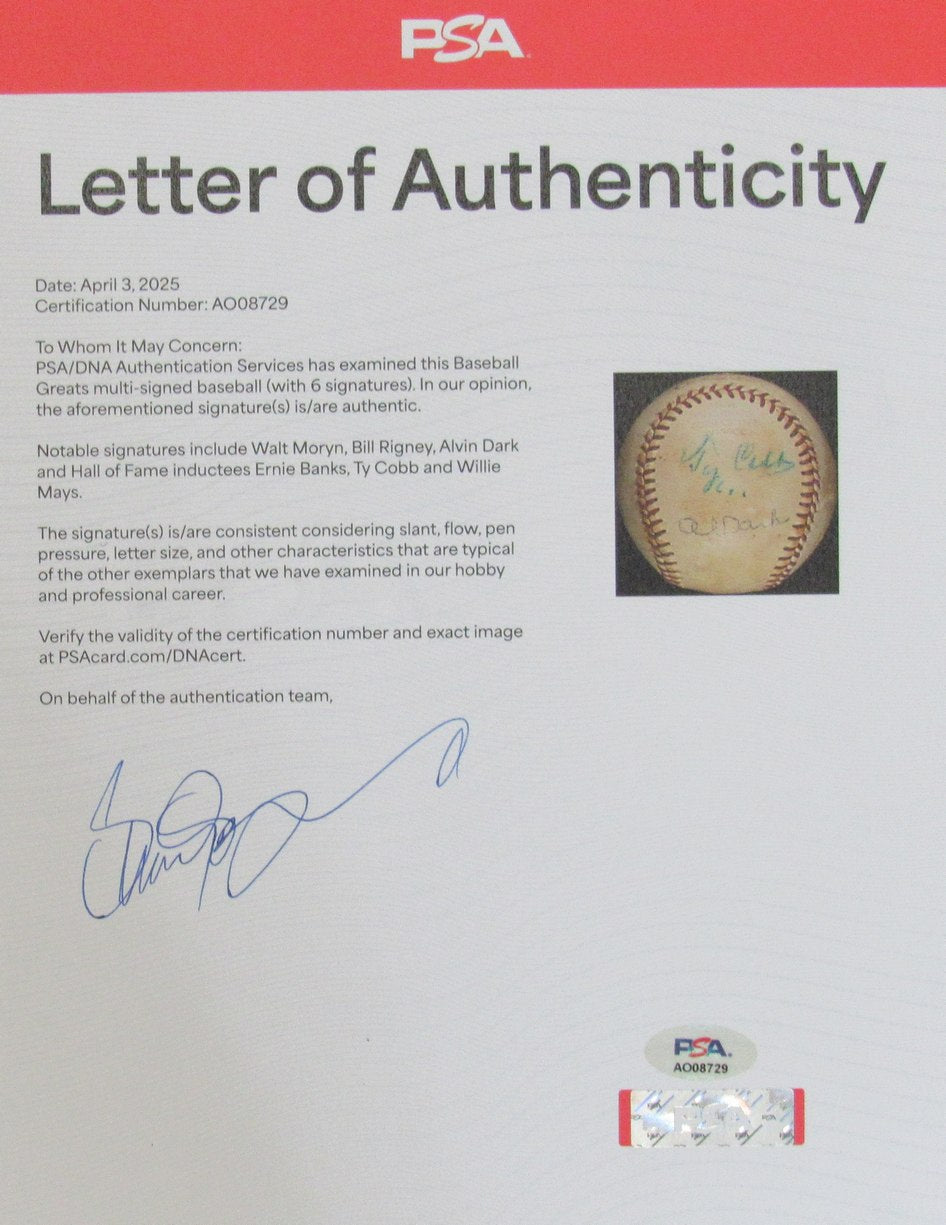 PSA
Letter of Authenticity
Date: April 3, 2025
Certification Number: AO08729
To Whom It May Concern:
PSA/DNA Authentication Services has examined this Baseball
Greats multi-signed baseball (with 6 signatures). In our opinion,
the aforementioned signature(s) is/are authentic.
Notable signatures include Walt Moryn, Bill Rigney, Alvin Dark
and Hall of Fame inductees Ernie Banks, Ty Cobb and Willie
Mays.
The signature(s) is/are consistent considering slant, flow, pen
pressure, letter size, and other characteristics that are typical
of the other exemplars that we have examined in our hobby
and professional career.
Verify the validity of the certification number and exact image
at PSAcard.com/DNAcert.
On behalf of the authentication team,
Ty Cobb
Al Dark
PSA.
AO08729
PSA